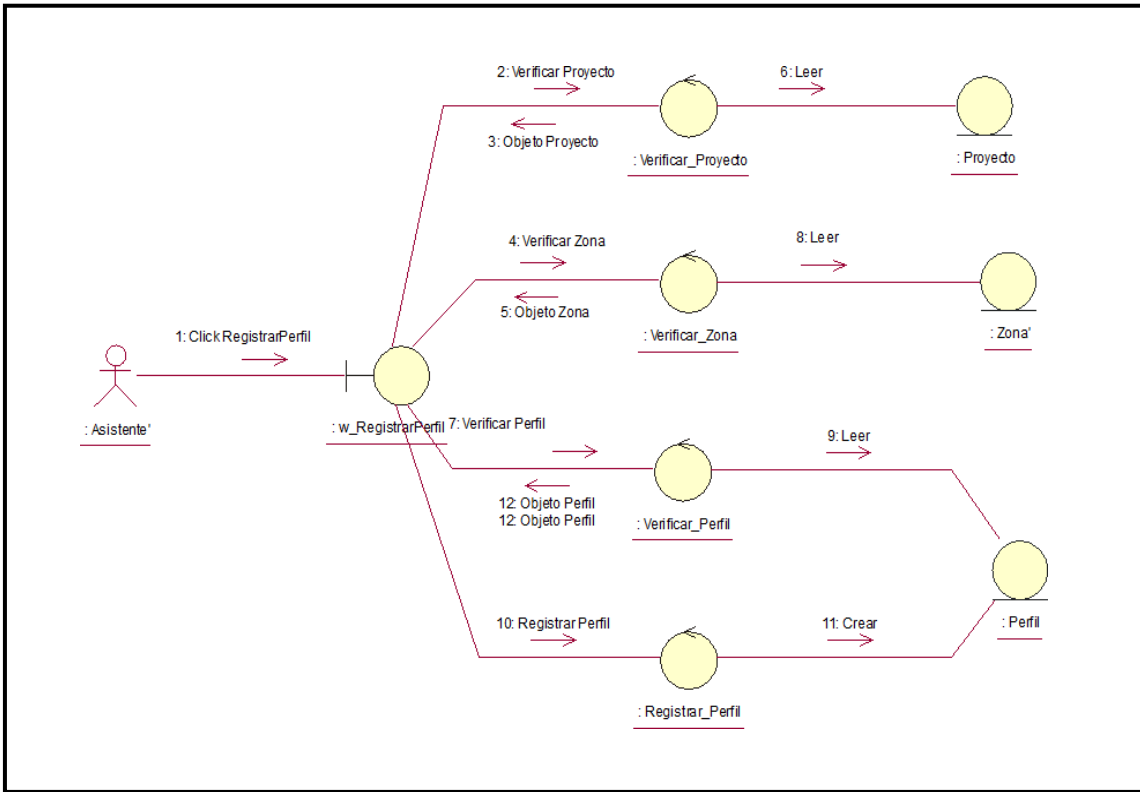 2: Verificar Proyecto
6: Leer
3: Objeto Proyecto
: Verificar_Proyecto
: Proyecto
4: Verificar Zona
8: Leer
5: Objeto Zona
: Verificar_Zona
: Zona'
1: Click RegistrarPerfil
: Asistente'
: w_RegistrarPerfil
7: Verificar Perfil
9: Leer
12: Objeto Perfil
12: Objeto Perfil
: Verificar_Perfil
10: Registrar Perfil
11: Crear
: Perfil
: Registrar_Perfil